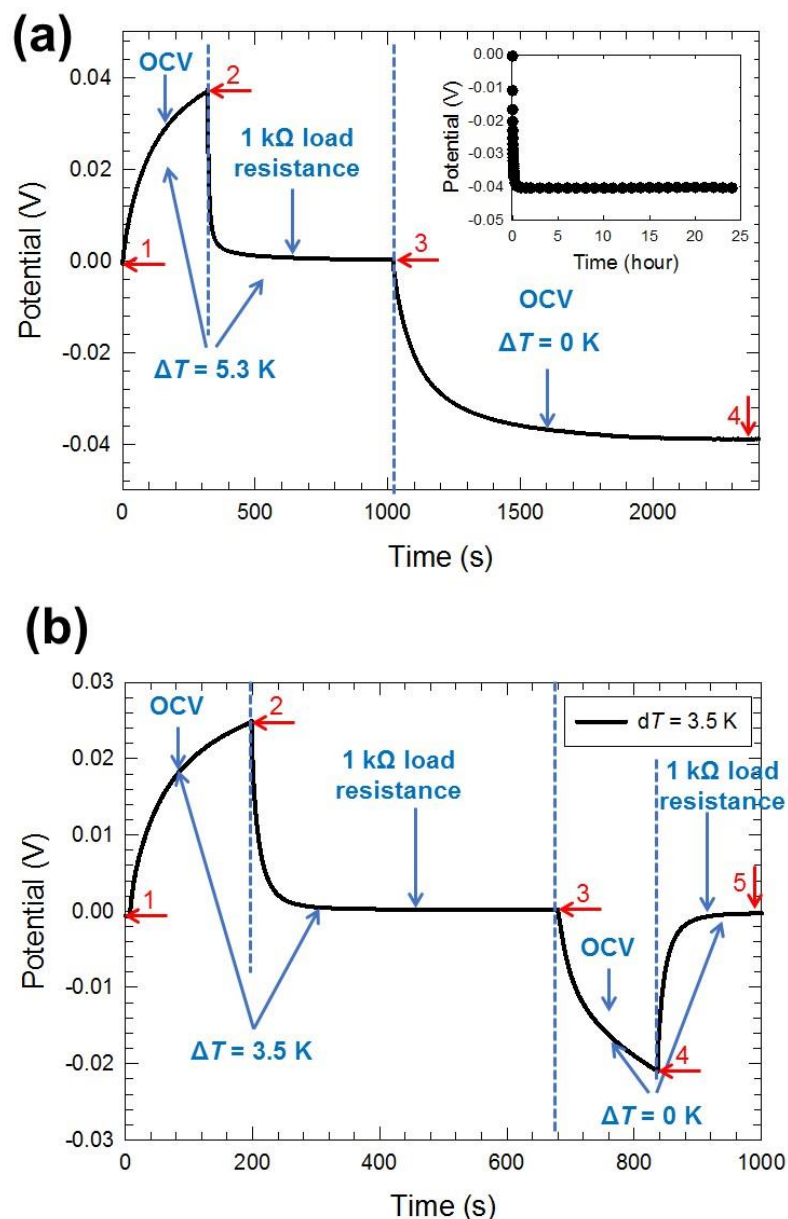 (a)
OCV
2
1 kΩ load
resistance
1
3
ΔT = 5.3 K
OCV
ΔT = 0 K
4
0.04
0.02
0.00
-0.02
-0.04
Potential (V)
0
500
1000
1500
2000
Time (s)
0.00
-0.01
-0.02
-0.03
-0.04
-0.05
Potential (V)
0
5
10
15
20
25
Time (hour)
(b)
OCV
2
1 kΩ load
resistance
dT = 3.5 K
1 kΩ load
resistance
1
3
5
OCV
4
ΔT = 3.5 K
ΔT = 0 K
0.03
0.02
0.01
0.00
-0.01
-0.02
-0.03
Potential (V)
0
200
400
600
800
1000
Time (s)